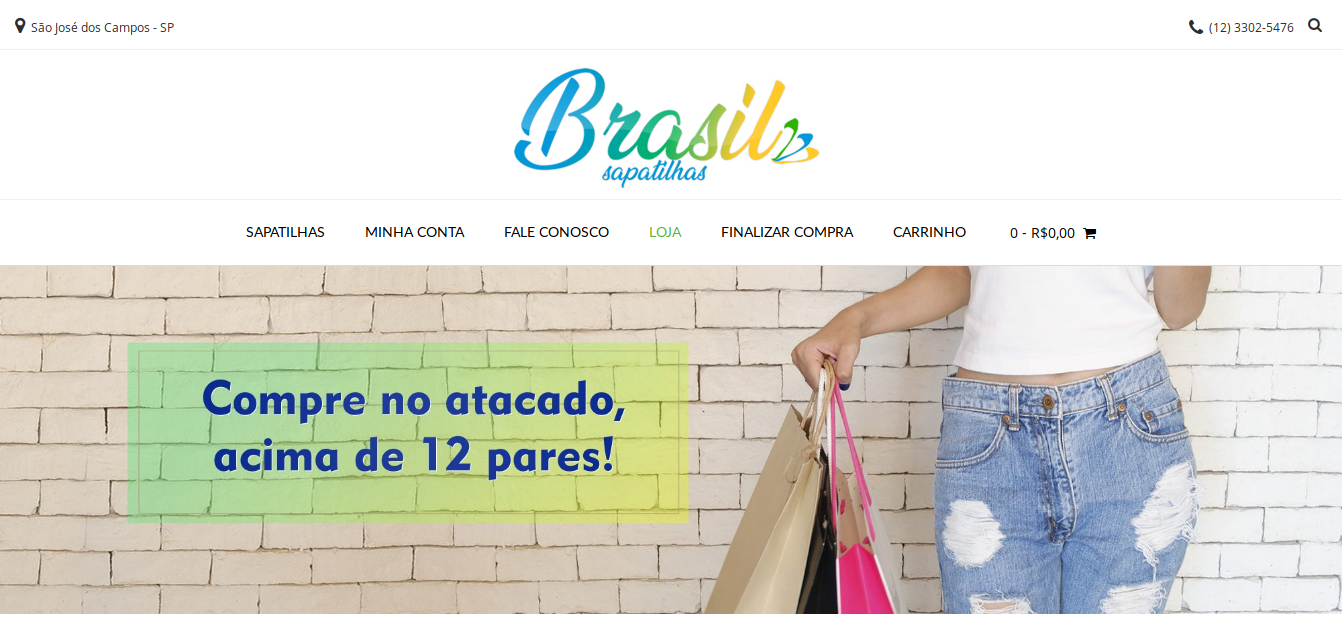 São José dos Campos - SP
(12) 3302-5476
Brasil
sapatilhas
SAPATILHAS
MINHA CONTA
FALE CONOSCO
LOJA
FINALIZAR COMPRA
CARRINHO
0 - R$0,00
Compre no atacado,
acima de 12 pares!